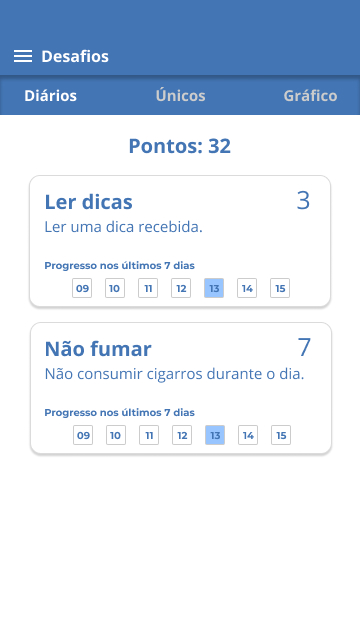 Desafios
Diários Únicos Gráfico
Pontos: 32
Ler dicas 3
Ler uma dica recebida.
Progresso nos últimos 7 dias
09 10 11 12 13 14 15
Não fumar 7
Não consumir cigarros durante o dia.
Progresso nos últimos 7 dias
09 10 11 12 13 14 15